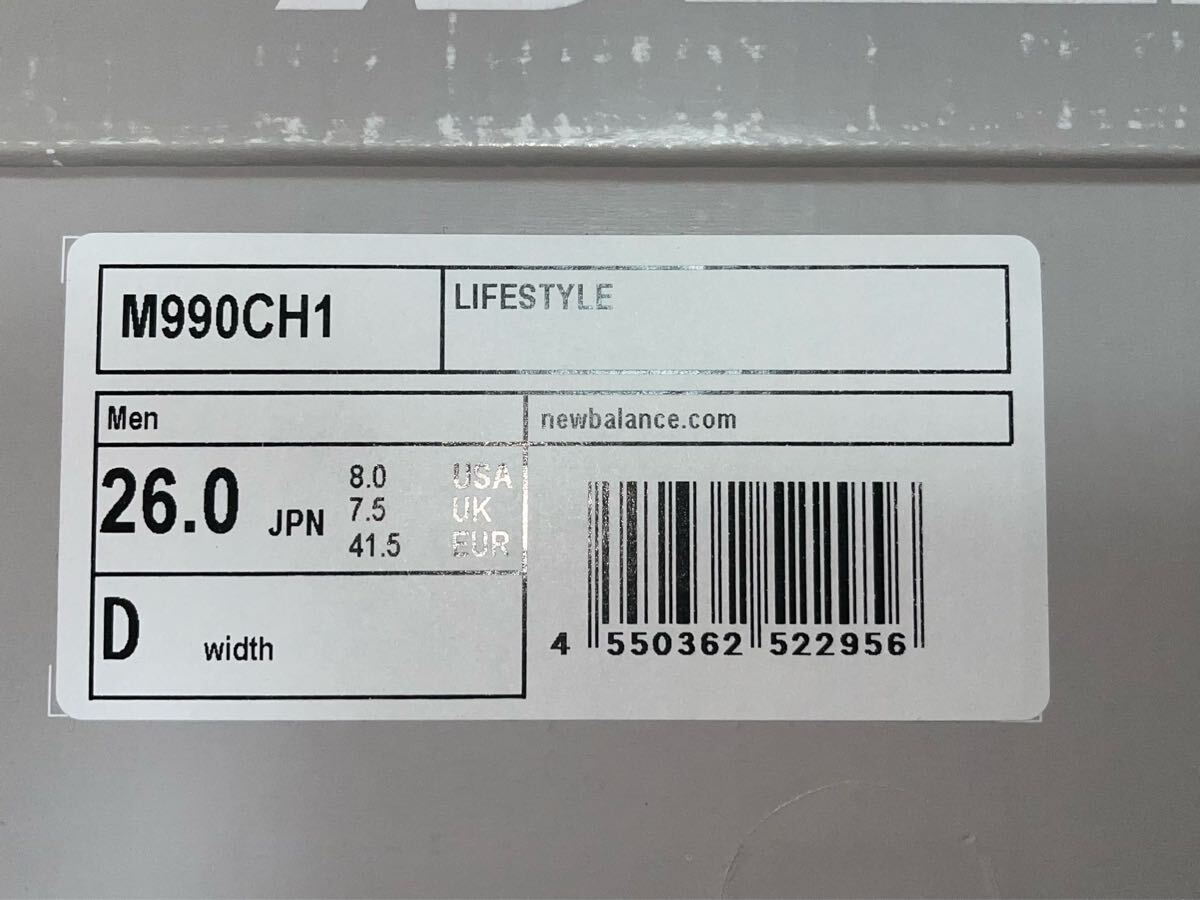 M990CH1
LIFESTYLE
Men
newbalance.com
26.0 JPN
8.0 USA
7.5 UK
41.5 EUR
D width
4 550362 522956